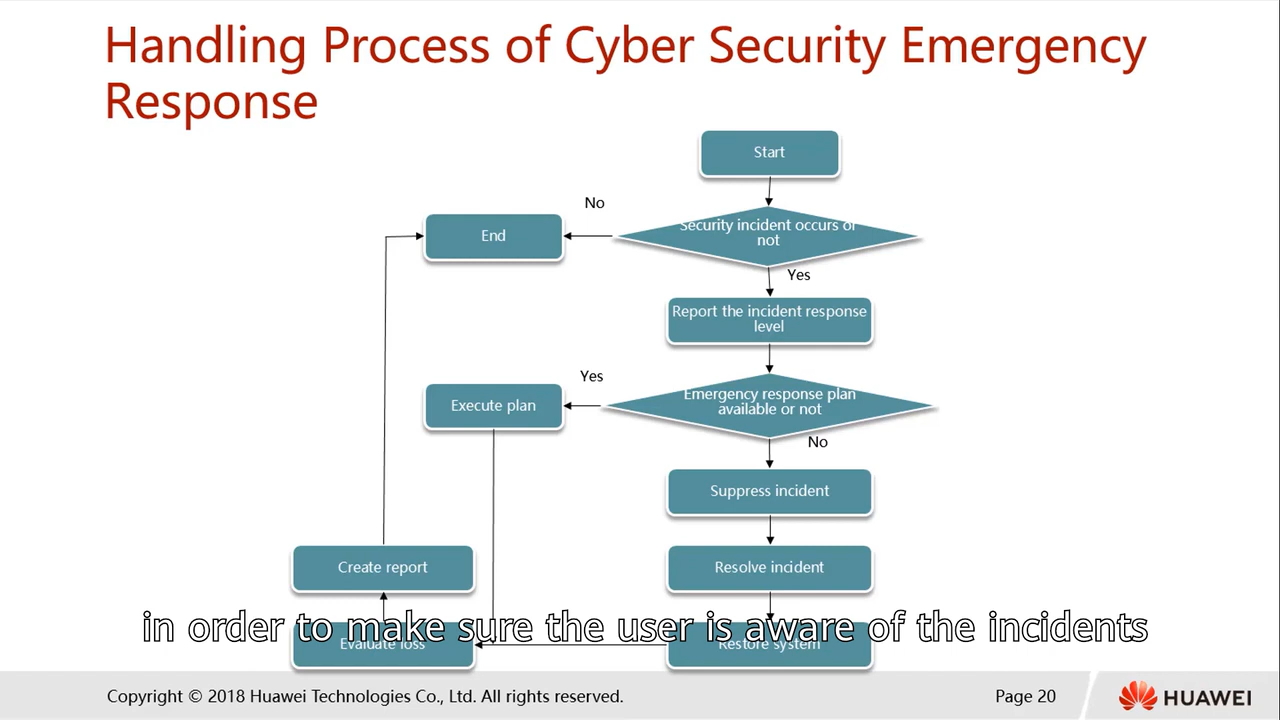 Handling Process of Cyber Security Emergency
Response
Start
No
Security incident occurs or
not
End
Yes
Report the incident response
level
Yes
Emergency response plan
available or not
Execute plan
No
Suppress incident
Create report
Resolve incident
in order to make sure the user is aware of the incidents
Evaluate loss
Restore system
Copyright © 2018 Huawei Technologies Co., Ltd. All rights reserved.
Page 20
HUAWEI